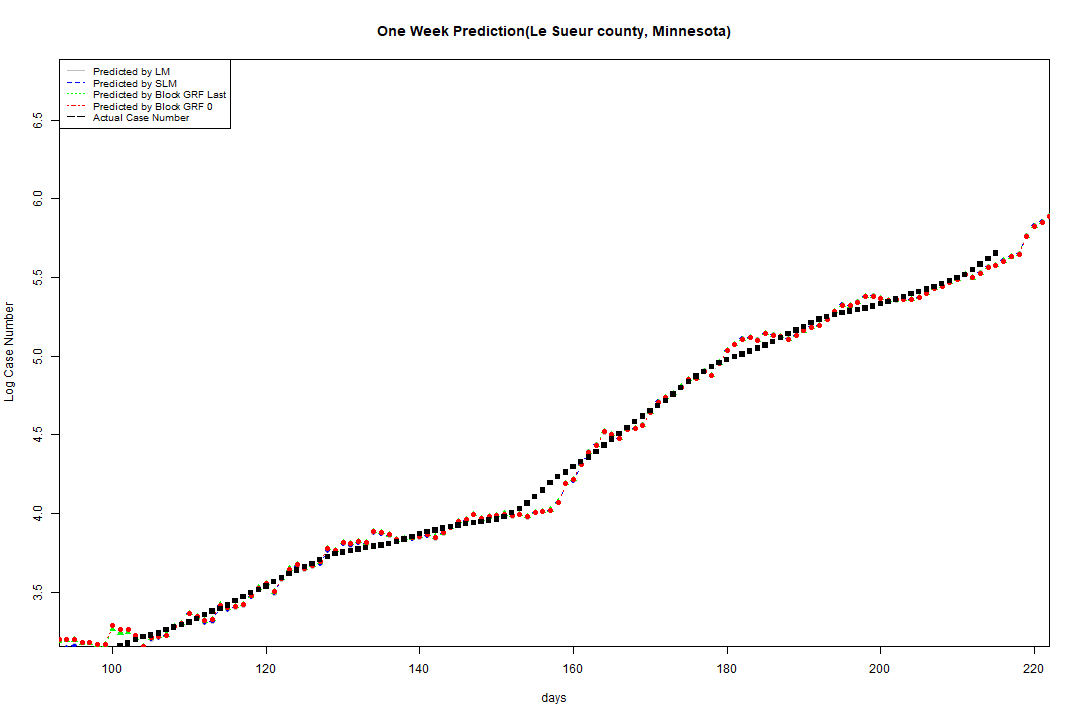 One Week Prediction(Le Sueur county, Minnesota)
Predicted by LM
Predicted by SLM
Predicted by Block GRF Last
Predicted by Block GRF 0
Actual Case Number
Log Case Number
6.5
6.0
5.5
5.0
4.5
4.0
3.5
100 120 140 160 180 200 220
days